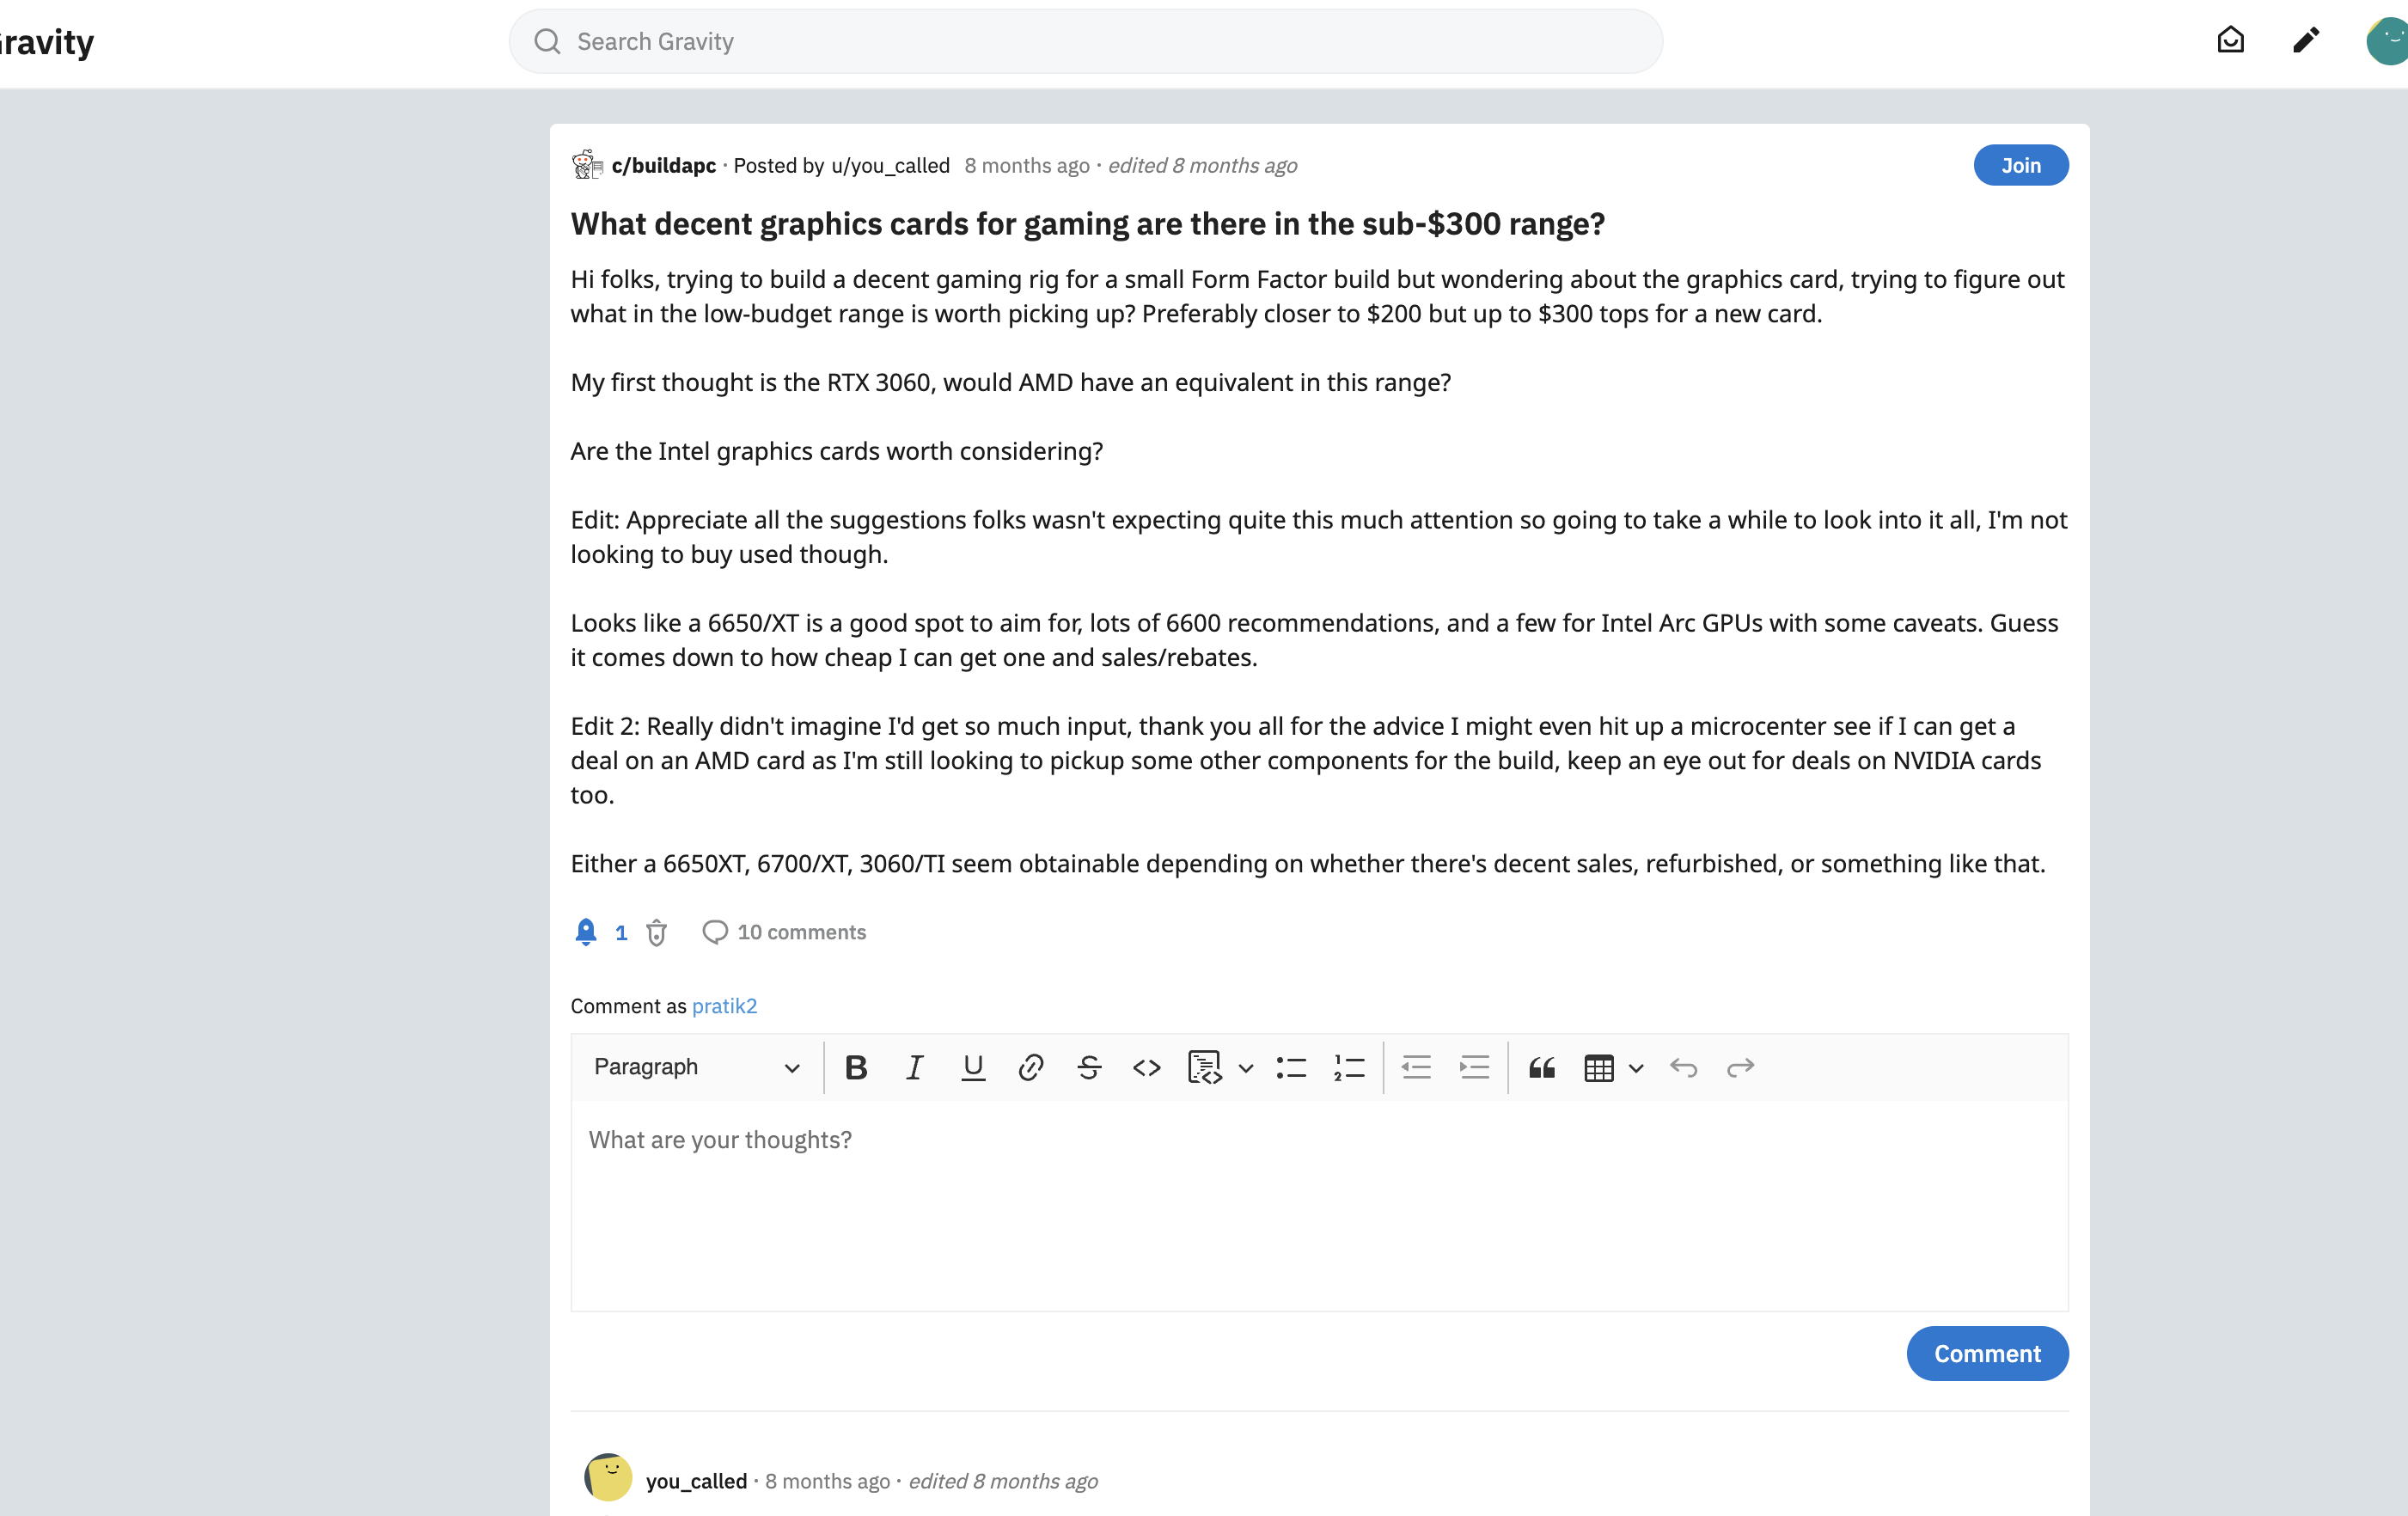 ravity
Search Gravity
c/buildapc · Posted by u/you_called 8 months ago · edited 8 months ago
Join
What decent graphics cards for gaming are there in the sub-$300 range?
Hi folks, trying to build a decent gaming rig for a small Form Factor build but wondering about the graphics card, trying to figure out
what in the low-budget range is worth picking up? Preferably closer to $200 but up to $300 tops for a new card.
My first thought is the RTX 3060, would AMD have an equivalent in this range?
Are the Intel graphics cards worth considering?
Edit: Appreciate all the suggestions folks wasn't expecting quite this much attention so going to take a while to look into it all, I'm not
looking to buy used though.
Looks like a 6650/XT is a good spot to aim for, lots of 6600 recommendations, and a few for Intel Arc GPUs with some caveats. Guess
it comes down to how cheap I can get one and sales/rebates.
Edit 2: Really didn't imagine I'd get so much input, thank you all for the advice I might even hit up a microcenter see if I can get a
deal on an AMD card as I'm still looking to pickup some other components for the build, keep an eye out for deals on NVIDIA cards
too.
Either a 6650XT, 6700/XT, 3060/TI seem obtainable depending on whether there's decent sales, refurbished, or something like that.
1
10 comments
Comment as pratik2
Paragraph
What are your thoughts?
Comment
you_called · 8 months ago · edited 8 months ago